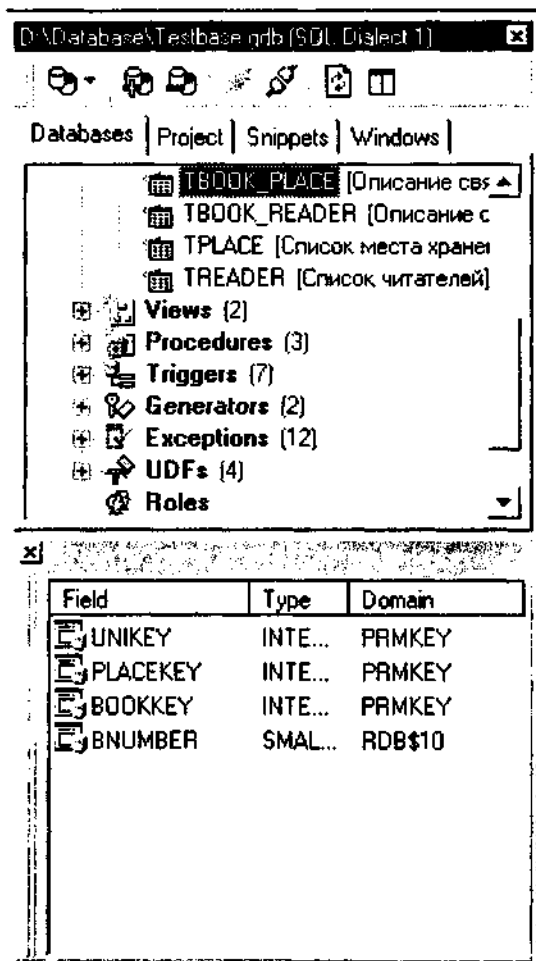 D:\Database\Testbase.gdb (SQL Dialect 1)
Databases Project Snippets Windows
TBOOK_PLACE [Описание свя
TBOOK_READER [Описание с
TPLACE [Список места хранен
TREADER [Список читателей]
Views (2)
Procedures (3)
Triggers (7)
Generators (2)
Exceptions (12)
UDFs (4)
Roles
Field Type Domain
UNIKEY INTE... PRMKEY
PLACEKEY INTE... PRMKEY
BOOKKEY INTE... PRMKEY
BNUMBER SMAL... RDB$10